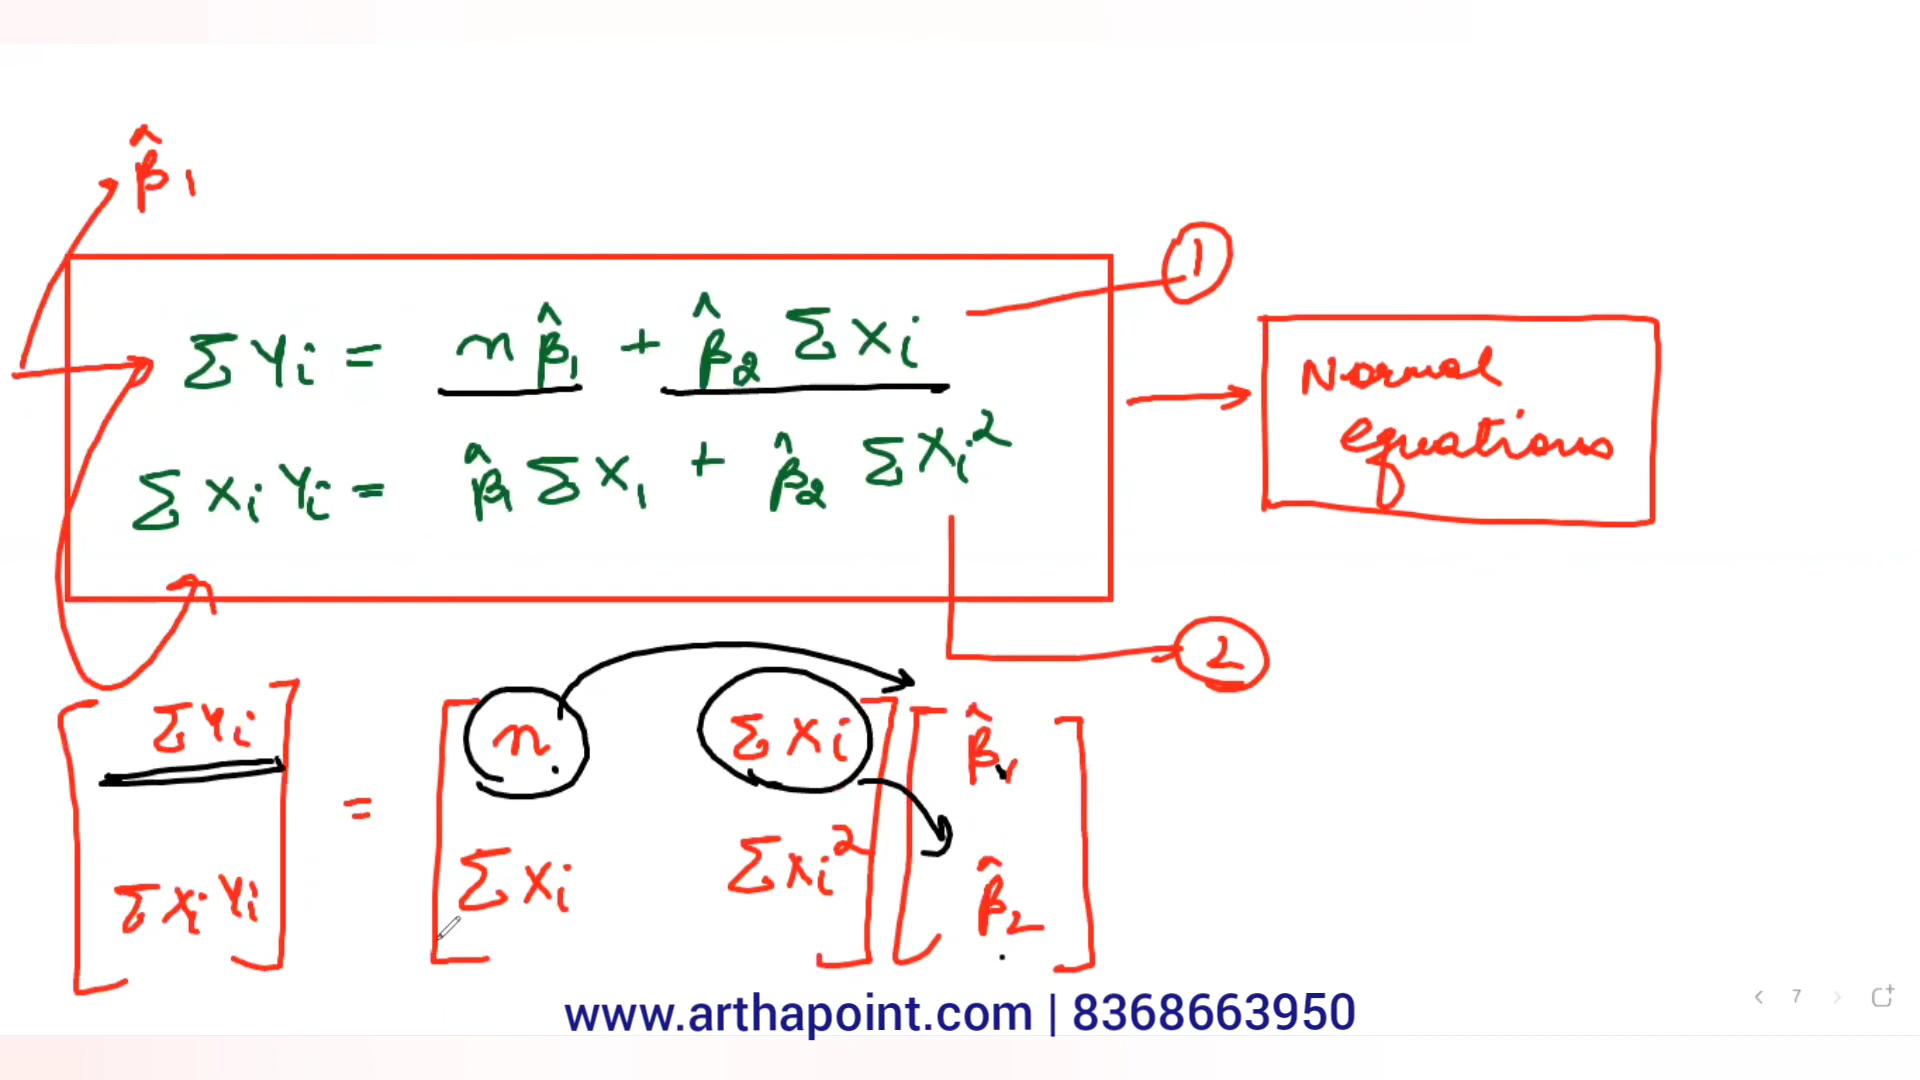 β̂1
1
ΣYi = nβ̂1 + β̂2 ΣXi
Normal
equations
ΣXiYi = β̂1 ΣX1 + β̂2 ΣXi²
2
ΣYi = n ΣXi β̂1
ΣXiYi ΣXi ΣXi² β̂2
7
www.arthapoint.com | 8368663950